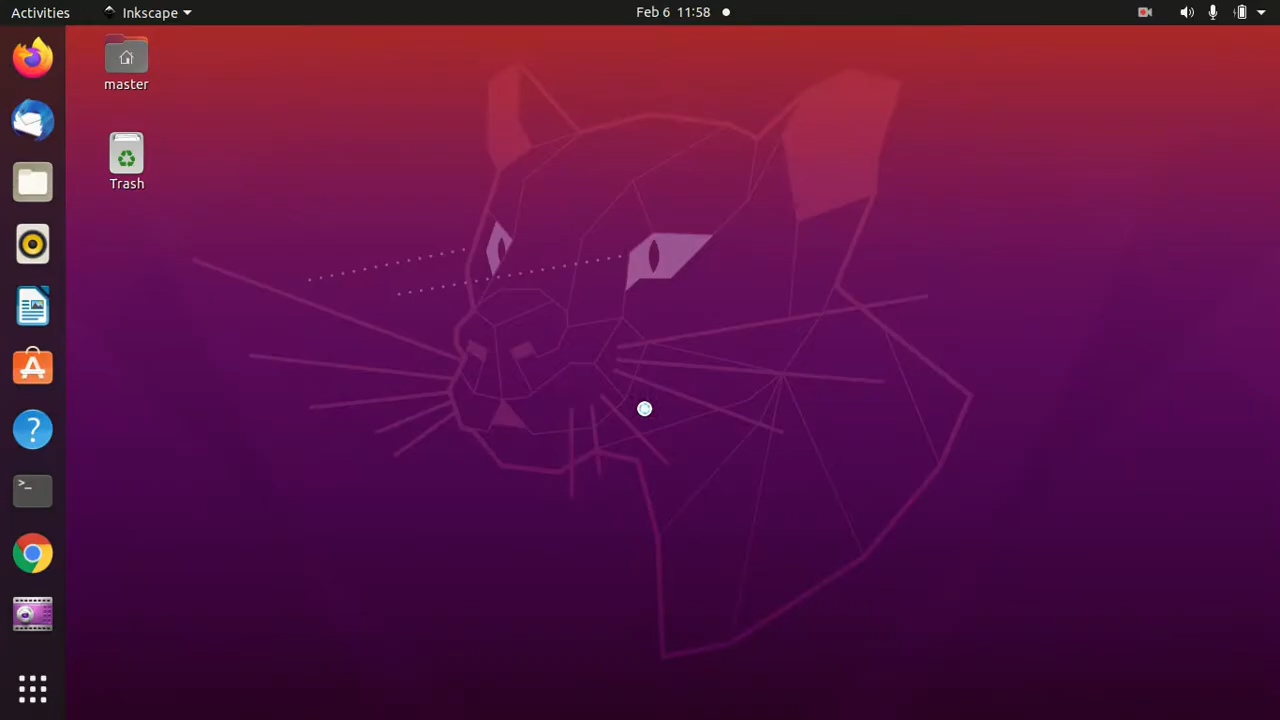 Activities
Inkscape
Feb 6 11:58
master
Trash
?
>_